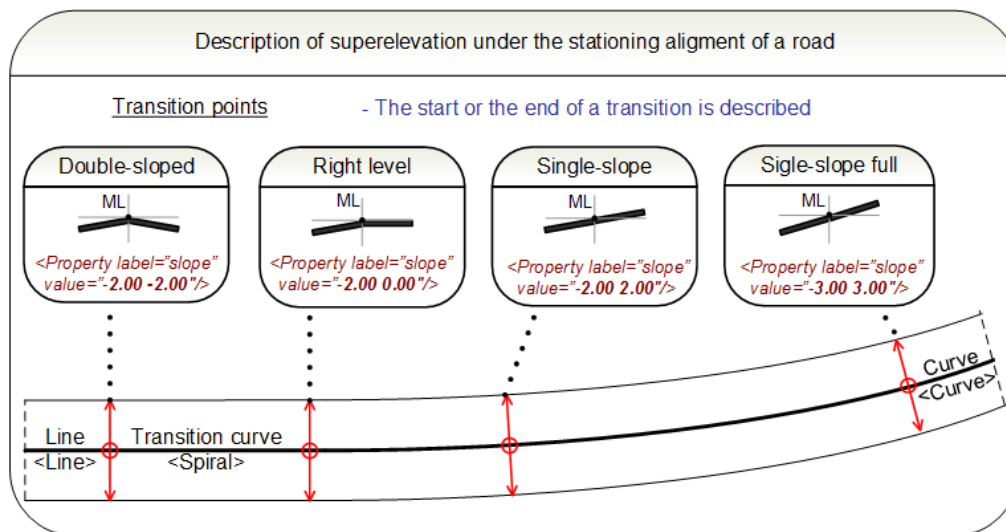 Description of superelevation under the stationing aligment of a road
Transition points
- The start or the end of a transition is described
Double-sloped
ML
<Property label="slope"
value="-2.00 -2.00"/>
Right level
ML
<Property label="slope"
value="-2.00 0.00"/>
Single-slope
ML
<Property label="slope"
value="-2.00 2.00"/>
Sigle-slope full
ML
<Property label="slope"
value="-3.00 3.00"/>
Line
<Line>
Transition curve
<Spiral>
Curve
<Curve>